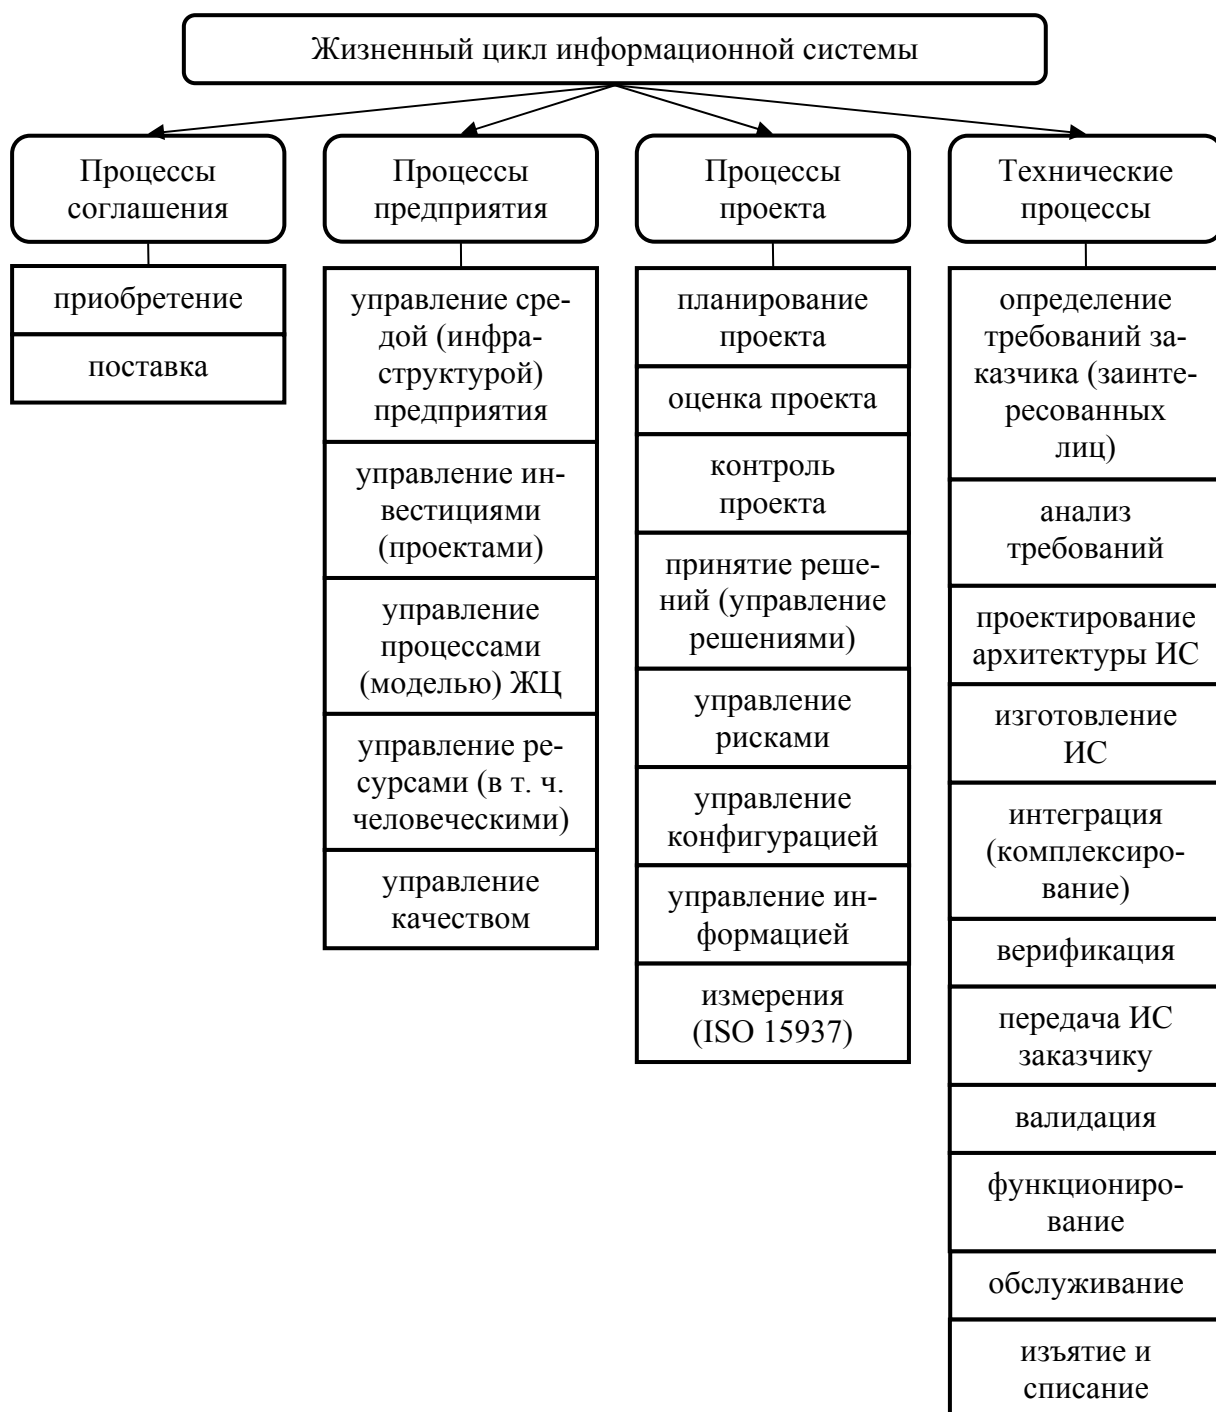 Жизненный цикл информационной системы
Процессы
соглашения
приобретение
поставка
Процессы
предприятия
управление сре-
дой (инфра-
структурой)
предприятия
управление ин-
вестициями
(проектами)
управление
процессами
(моделью) ЖЦ
управление ре-
сурсами (в т. ч.
человеческими)
управление
качеством
Процессы
проекта
планирование
проекта
оценка проекта
контроль
проекта
принятие реше-
ний (управление
решениями)
управление
рисками
управление
конфигурацией
управление ин-
формацией
измерения
(ISO 15937)
Технические
процессы
определение
требований за-
казчика (заинте-
ресованных
лиц)
анализ
требований
проектирование
архитектуры ИС
изготовление
ИС
интеграция
(комплексиро-
вание)
верификация
передача ИС
заказчику
валидация
функциониро-
вание
обслуживание
изъятие и
списание